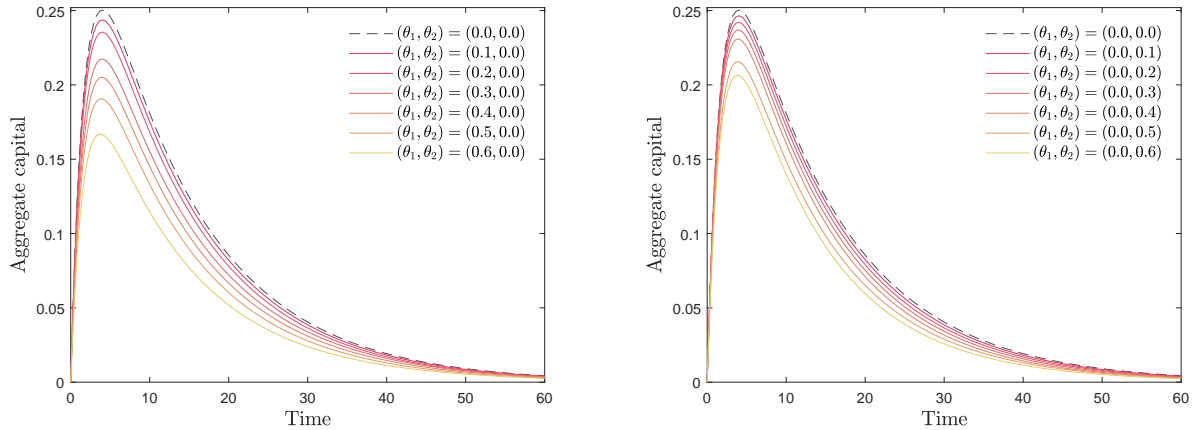 0.25
0.2
0.15
0.1
0.05
0
Aggregate capital
(θ₁, θ₂) = (0.0, 0.0)
(θ₁, θ₂) = (0.1, 0.0)
(θ₁, θ₂) = (0.2, 0.0)
(θ₁, θ₂) = (0.3, 0.0)
(θ₁, θ₂) = (0.4, 0.0)
(θ₁, θ₂) = (0.5, 0.0)
(θ₁, θ₂) = (0.6, 0.0)
0 10 20 30 40 50 60
Time
0.25
0.2
0.15
0.1
0.05
0
Aggregate capital
(θ₁, θ₂) = (0.0, 0.0)
(θ₁, θ₂) = (0.0, 0.1)
(θ₁, θ₂) = (0.0, 0.2)
(θ₁, θ₂) = (0.0, 0.3)
(θ₁, θ₂) = (0.0, 0.4)
(θ₁, θ₂) = (0.0, 0.5)
(θ₁, θ₂) = (0.0, 0.6)
0 10 20 30 40 50 60
Time